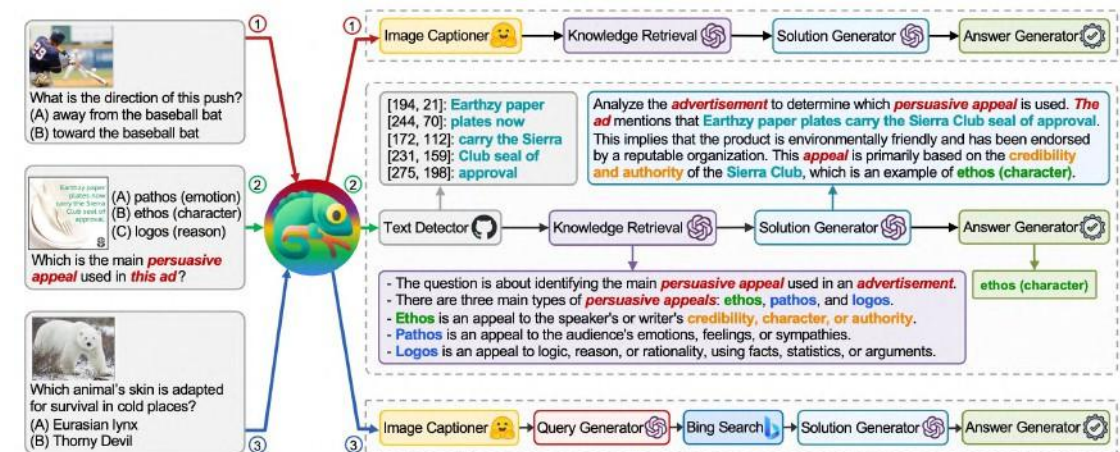 ①
What is the direction of this push?
(A) away from the baseball bat
(B) toward the baseball bat
②
Earthzy paper
plates now
carry the Sierra
Club seal of
approval.
(A) pathos (emotion)
(B) ethos (character)
(C) logos (reason)
Which is the main persuasive
appeal used in this ad?
Which animal's skin is adapted
for survival in cold places?
(A) Eurasian lynx
(B) Thorny Devil
③
①
Image Captioner
Knowledge Retrieval
Solution Generator
Answer Generator
[194, 21]: Earthzy paper
[244, 70]: plates now
[172, 112]: carry the Sierra
[231, 159]: Club seal of
[275, 198]: approval
Analyze the advertisement to determine which persuasive appeal is used. The
ad mentions that Earthzy paper plates carry the Sierra Club seal of approval.
This implies that the product is environmentally friendly and has been endorsed
by a reputable organization. This appeal is primarily based on the credibility
and authority of the Sierra Club, which is an example of ethos (character).
②
Text Detector
Knowledge Retrieval
Solution Generator
Answer Generator
- The question is about identifying the main persuasive appeal used in an advertisement.
- There are three main types of persuasive appeals: ethos, pathos, and logos.
- Ethos is an appeal to the speaker's or writer's credibility, character, or authority.
- Pathos is an appeal to the audience's emotions, feelings, or sympathies.
- Logos is an appeal to logic, reason, or rationality, using facts, statistics, or arguments.
ethos (character)
③
Image Captioner
Query Generator
Bing Search
Solution Generator
Answer Generator